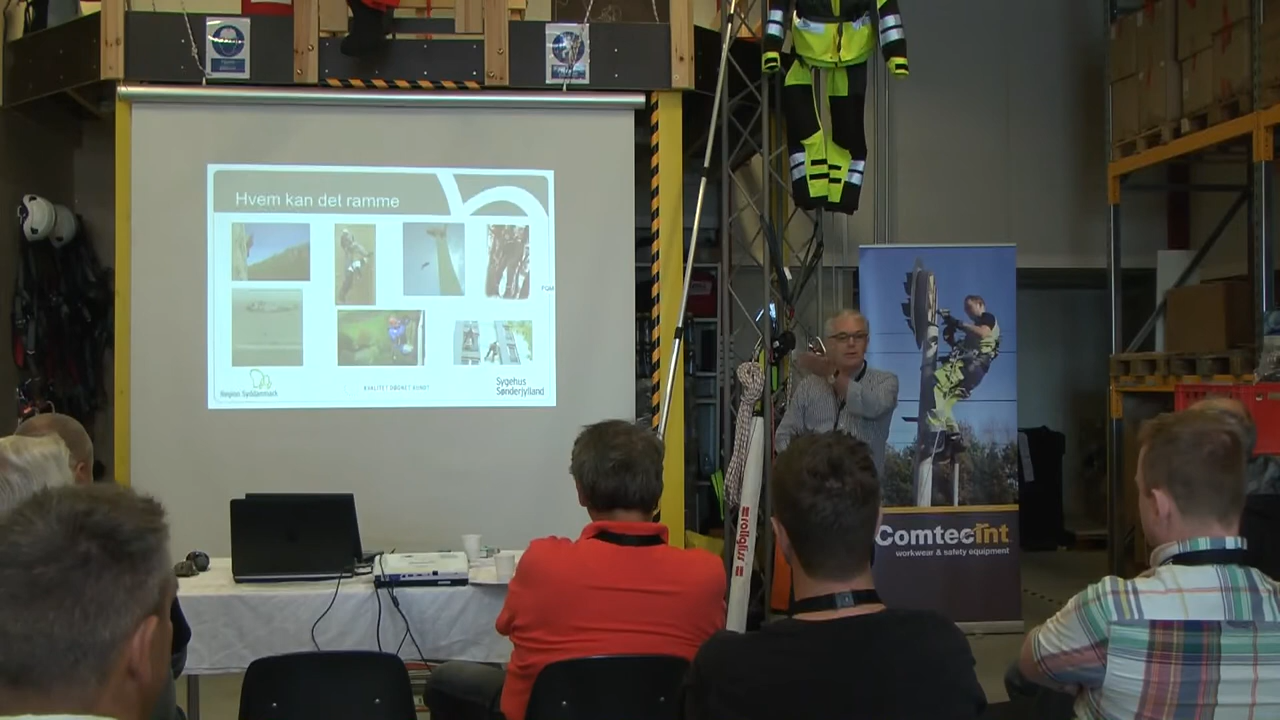 Hvem kan det ramme
Region Syddanmark
KVALITET DØGNET RUNDT
Sygehus
Sønderjylland
rollgliss
ComtecInt
workwear & safety equipment